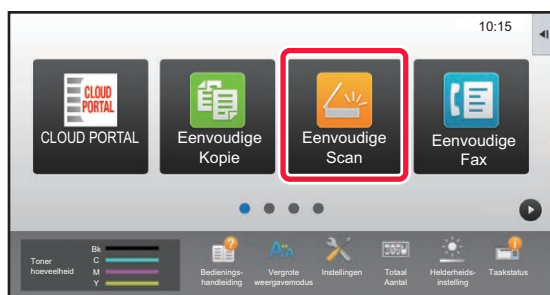 10:15
CLOUD
PORTAL
CLOUD PORTAL
Eenvoudige
Kopie
Eenvoudige
Scan
Eenvoudige
Fax
Toner
hoeveelheid
Bk
C
M
Y
Bedienings-
handleiding
Vergrote
weergavemodus
Instellingen
Totaal
Aantal
Helderheids-
instelling
Taakstatus